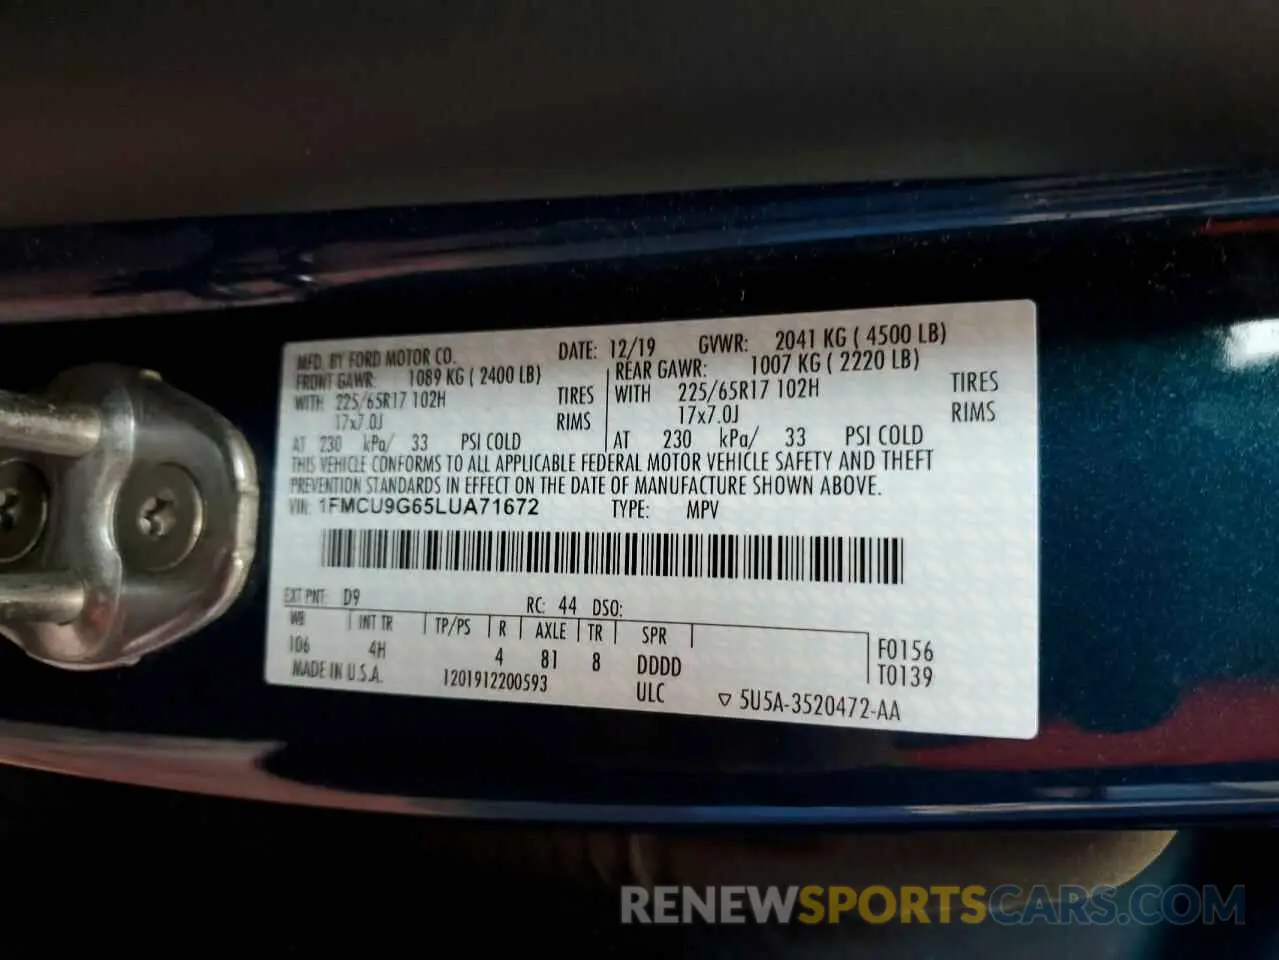 MFD. BY FORD MOTOR CO. DATE: 12/19 GVWR: 2041 KG ( 4500 LB)
FRONT GAWR: 1089 KG ( 2400 LB) REAR GAWR: 1007 KG ( 2220 LB)
WITH 225/65R17 102H TIRES WITH 225/65R17 102H TIRES
17x7.0J RIMS 17x7.0J RIMS
AT 230 kPa/ 33 PSI COLD AT 230 kPa/ 33 PSI COLD
THIS VEHICLE CONFORMS TO ALL APPLICABLE FEDERAL MOTOR VEHICLE SAFETY AND THEFT
PREVENTION STANDARDS IN EFFECT ON THE DATE OF MANUFACTURE SHOWN ABOVE.
VIN: 1FMCU9G65LUA71672 TYPE: MPV
EXT PNT: D9 RC: 44 DSO:
WB INT TR TP/PS R AXLE TR SPR F0156
106 4H 4 81 8 DDDD T0139
MADE IN U.S.A. 1201912200593 ULC ▽ 5U5A-3520472-AA
RENEWSPORTSCARS.COM